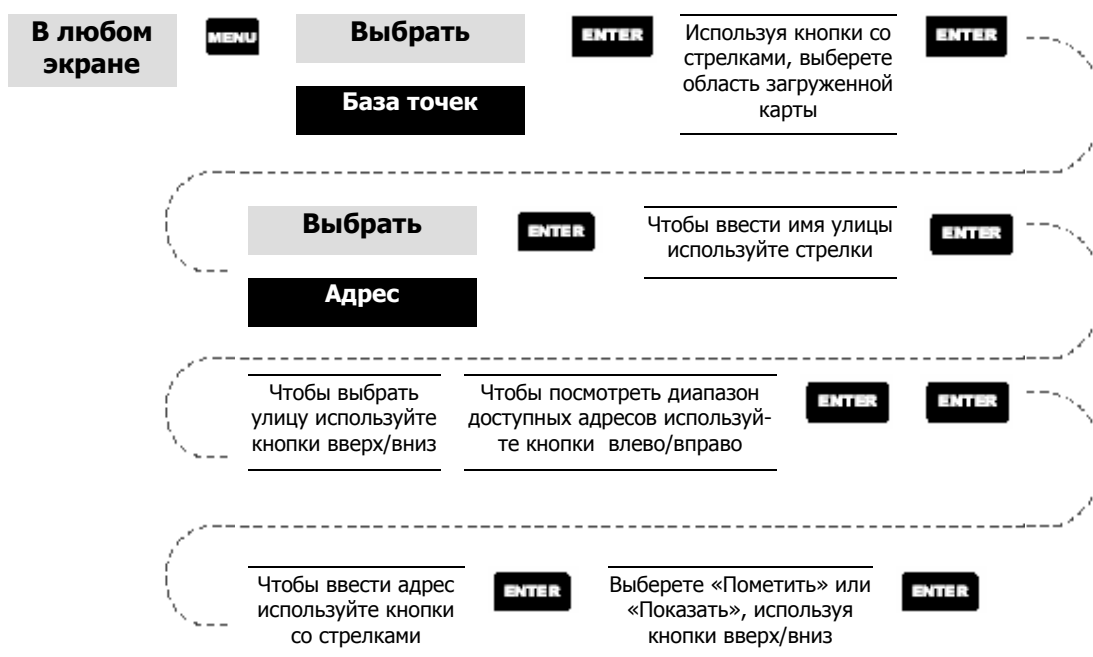 В любом
экране
MENU
Выбрать
База точек
ENTER
Используя кнопки со
стрелками, выберете
область загруженной
карты
ENTER
Выбрать
Адрес
ENTER
Чтобы ввести имя улицы
используйте стрелки
ENTER
Чтобы выбрать
улицу используйте
кнопки вверх/вниз
Чтобы посмотреть диапазон
доступных адресов используй-
те кнопки влево/вправо
ENTER
ENTER
Чтобы ввести адрес
используйте кнопки
со стрелками
ENTER
Выберете «Пометить» или
«Показать», используя
кнопки вверх/вниз
ENTER